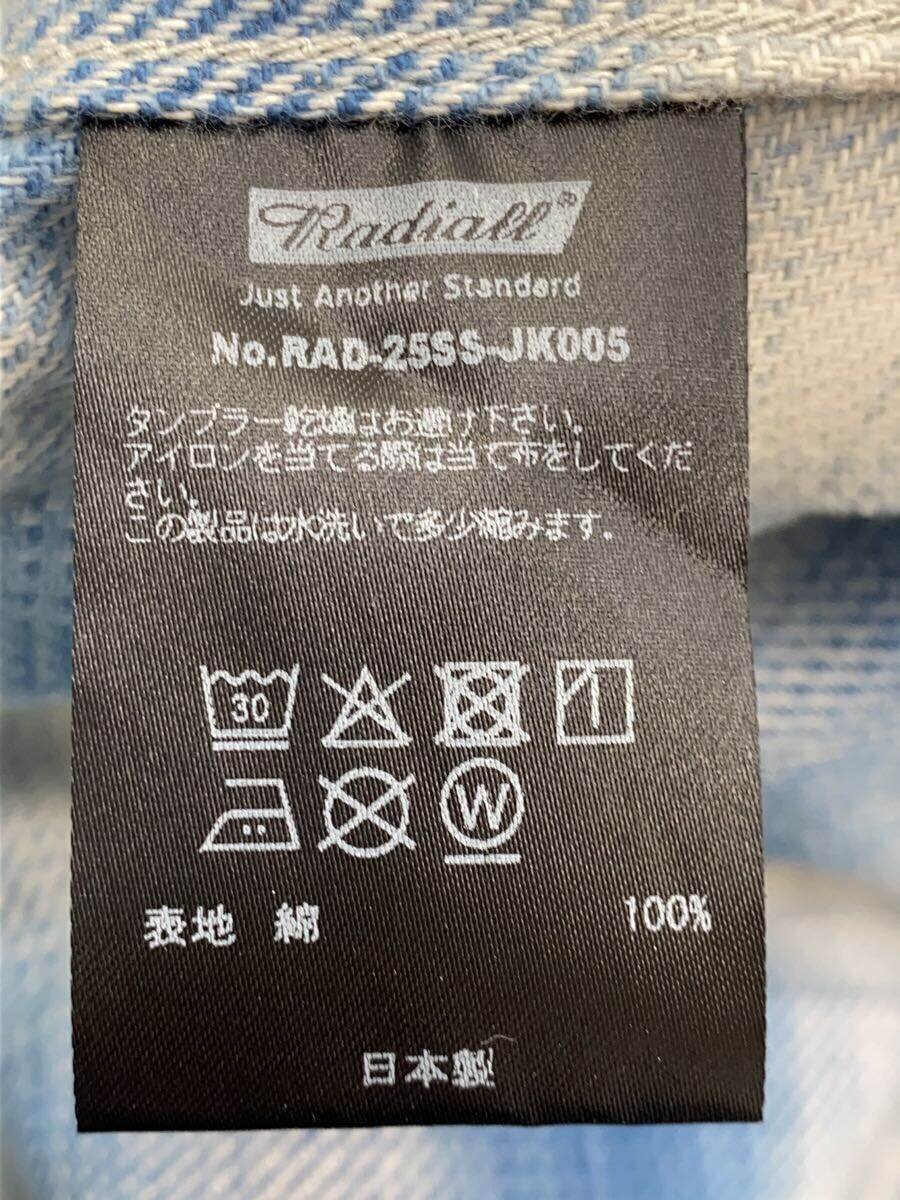 Radiall®
Just Another Standard
No.RAD-25SS-JK005
タンブラー乾燥はお避け下さい。
アイロンを当てる際は当て布をしてくだ
さい。
この製品は水洗いで多少縮みます.
30
W
表地 綿 100%
日本製